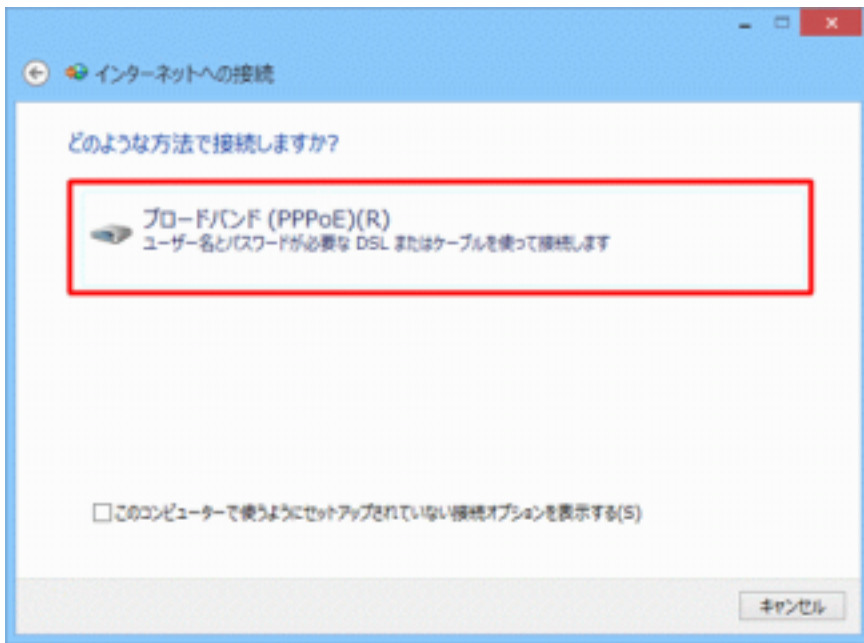 インターネットへの接続
どのような方法で接続しますか?
ブロードバンド (PPPoE)(R)
ユーザー名とパスワードが必要な DSL またはケーブルを使って接続します
このコンピューターで使うようにセットアップされていない接続オプションを表示する(S)
キャンセル